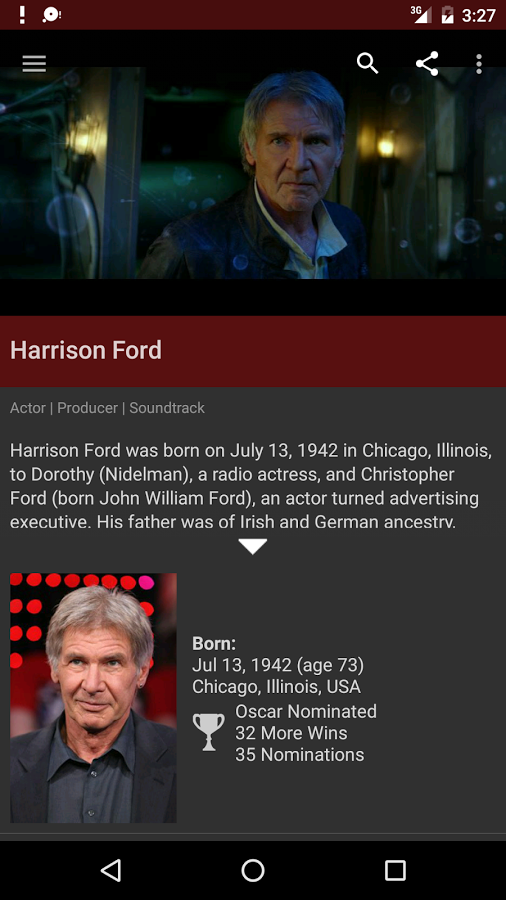 3G 3:27
Harrison Ford
Actor | Producer | Soundtrack
Harrison Ford was born on July 13, 1942 in Chicago, Illinois,
to Dorothy (Nidelman), a radio actress, and Christopher
Ford (born John William Ford), an actor turned advertising
executive. His father was of Irish and German ancestry.
Born:
Jul 13, 1942 (age 73)
Chicago, Illinois, USA
Oscar Nominated
32 More Wins
35 Nominations